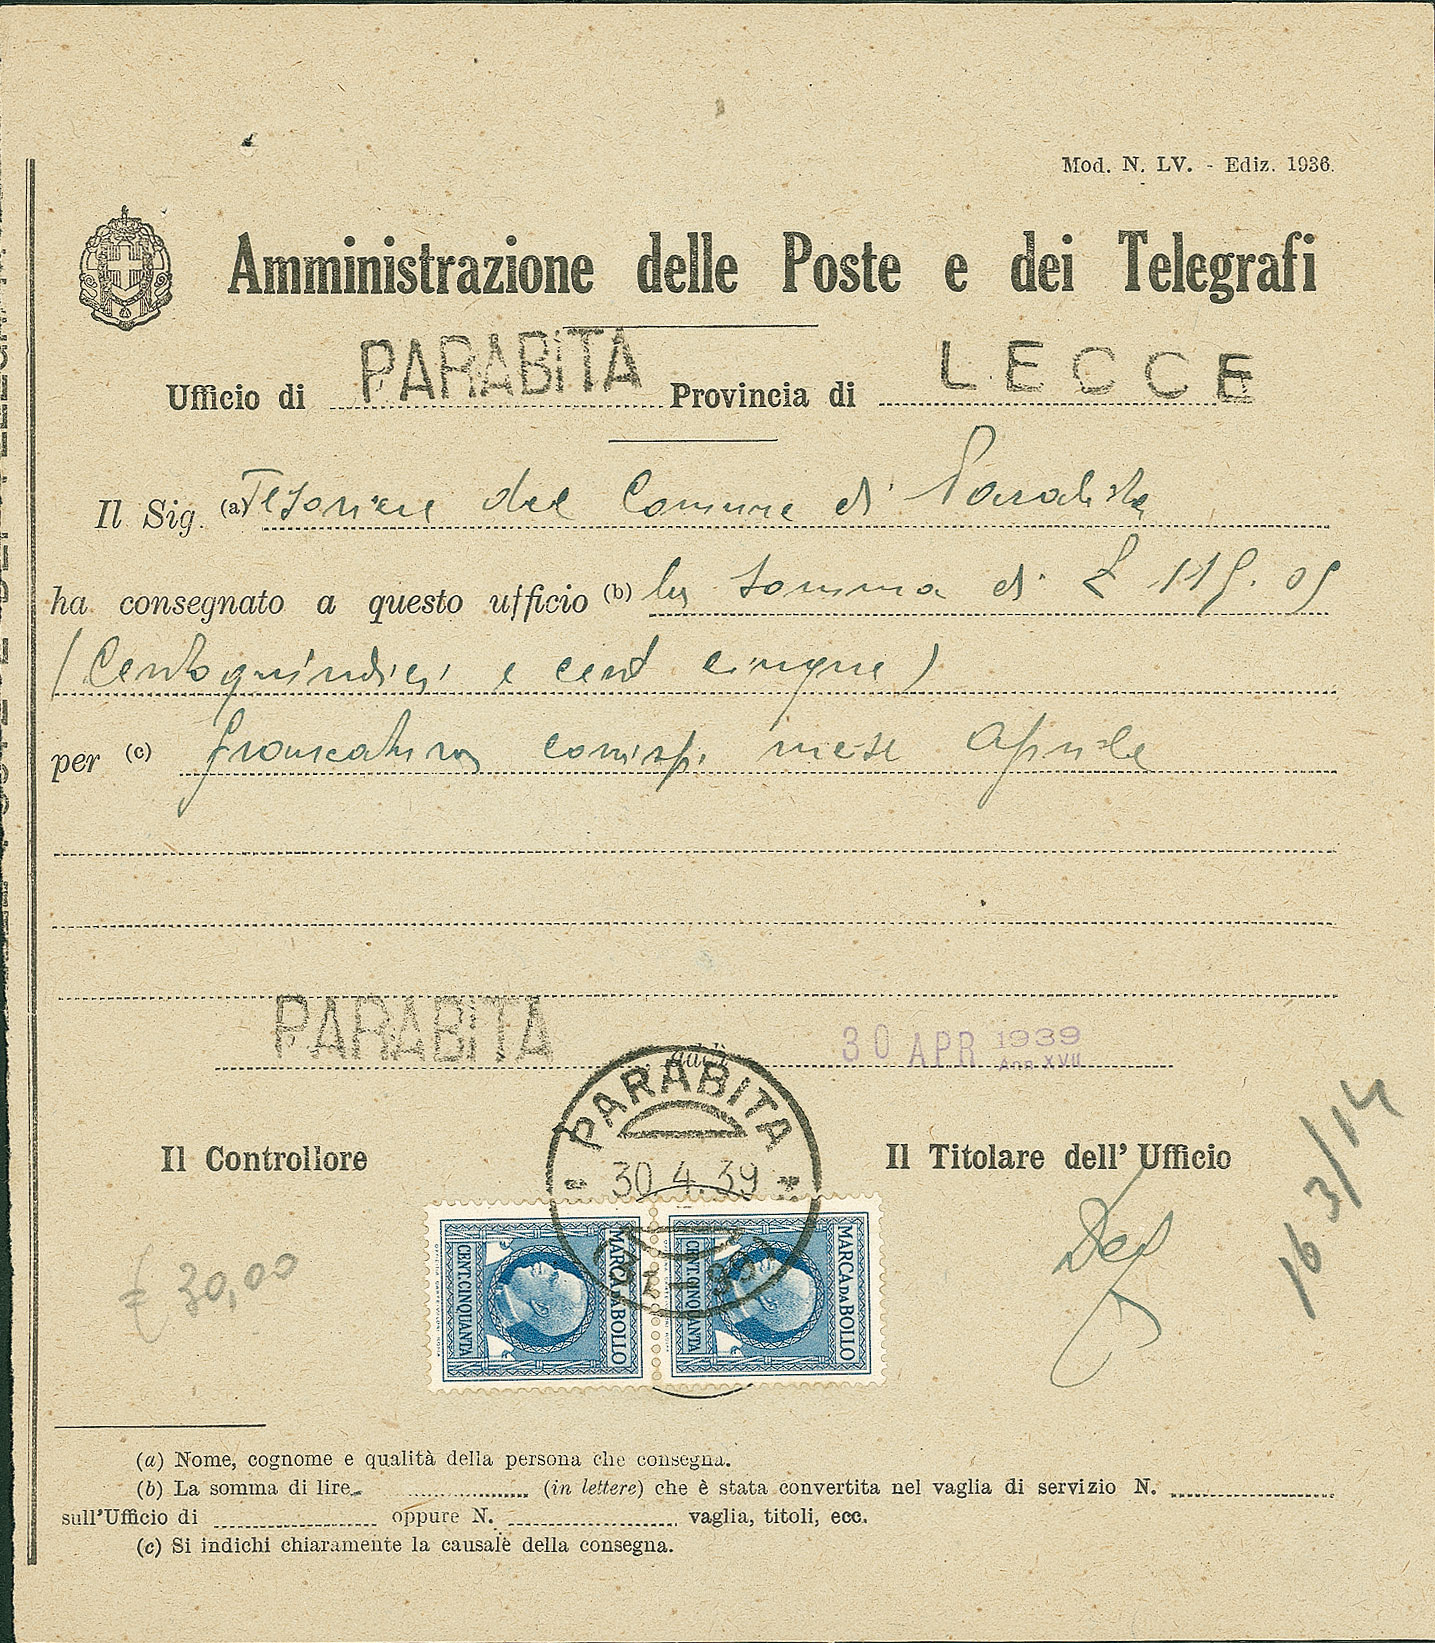 Mod. N. LV. - Ediz. 1936.
Amministrazione delle Poste e dei Telegrafi
Ufficio di PARABITA Provincia di LECCE
Il Sig. (a) Tesoriere del Comune di Parabita
ha consegnato a questo ufficio (b) la somma di £ 115.05
(Centoquindici e cent cinque)
per (c) francatura corrisp. mese Aprile
PARABITA addì 30 APR 1939
Ann XVII
PARABITA
30.4.39
Il Controllore
Il Titolare dell' Ufficio
163/14
€ 30,00
MARCA DA BOLLO
CENT. CINQUANTA
MARCA DA BOLLO
CENT. CINQUANTA
(a) Nome, cognome e qualità della persona che consegna.
(b) La somma di lire (in lettere) che è stata convertita nel vaglia di servizio N.
sull'Ufficio di oppure N. vaglia, titoli, ecc.
(c) Si indichi chiaramente la causale della consegna.